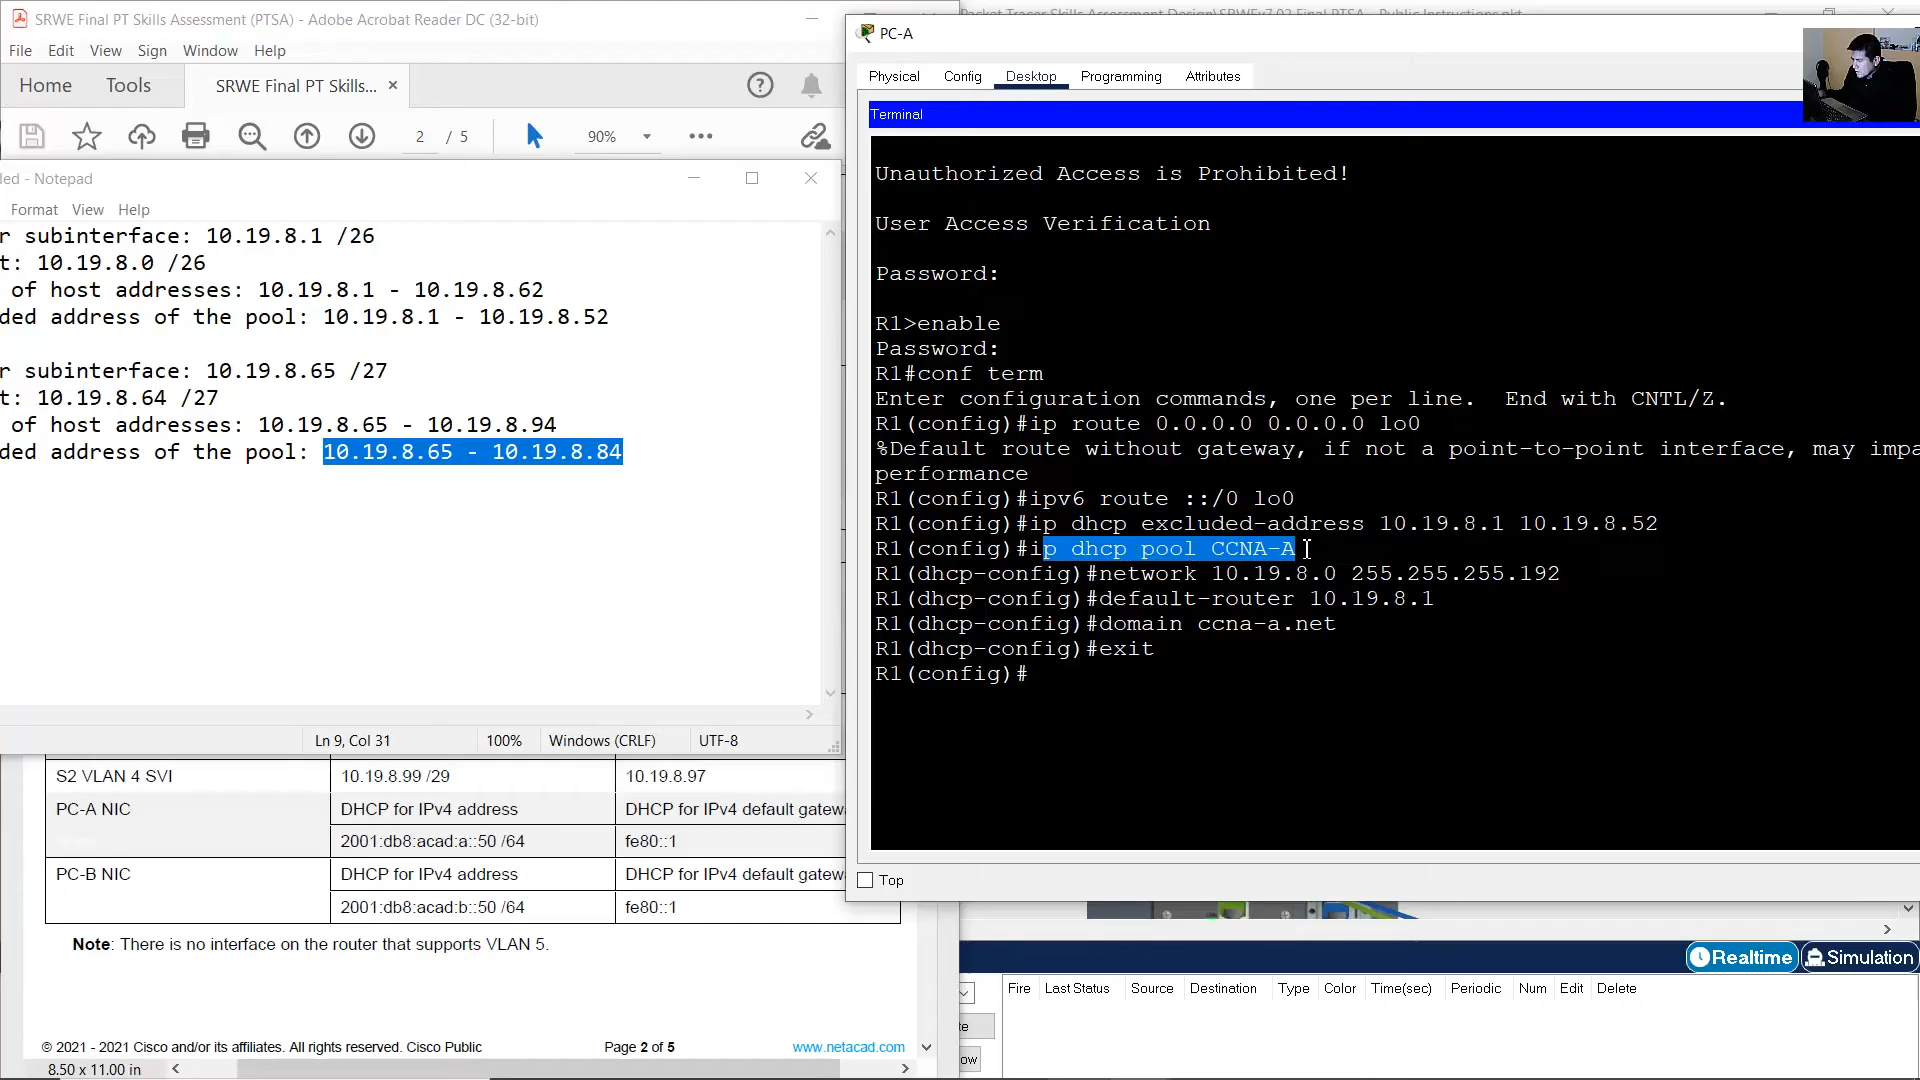 SRWE Final PT Skills Assessment (PTSA) - Adobe Acrobat Reader DC (32-bit)
File Edit View Sign Window Help
Home Tools SRWE Final PT Skills... ×
2 / 5 90%
ded - Notepad
Format View Help
r subinterface: 10.19.8.1 /26
t: 10.19.8.0 /26
of host addresses: 10.19.8.1 - 10.19.8.62
ded address of the pool: 10.19.8.1 - 10.19.8.52
r subinterface: 10.19.8.65 /27
t: 10.19.8.64 /27
of host addresses: 10.19.8.65 - 10.19.8.94
ded address of the pool: 10.19.8.65 - 10.19.8.84
Ln 9, Col 31 100% Windows (CRLF) UTF-8
S2 VLAN 4 SVI 10.19.8.99 /29 10.19.8.97
PC-A NIC DHCP for IPv4 address DHCP for IPv4 default gatew
2001:db8:acad:a::50 /64 fe80::1
PC-B NIC DHCP for IPv4 address DHCP for IPv4 default gatew
2001:db8:acad:b::50 /64 fe80::1
Note: There is no interface on the router that supports VLAN 5.
© 2021 - 2021 Cisco and/or its affiliates. All rights reserved. Cisco Public Page 2 of 5 www.netacad.com
8.50 x 11.00 in
PC-A
Physical Config Desktop Programming Attributes
Terminal
Unauthorized Access is Prohibited!
User Access Verification
Password:
R1>enable
Password:
R1#conf term
Enter configuration commands, one per line. End with CNTL/Z.
R1(config)#ip route 0.0.0.0 0.0.0.0 lo0
%Default route without gateway, if not a point-to-point interface, may impa
performance
R1(config)#ipv6 route ::/0 lo0
R1(config)#ip dhcp excluded-address 10.19.8.1 10.19.8.52
R1(config)#ip dhcp pool CCNA-A
R1(dhcp-config)#network 10.19.8.0 255.255.255.192
R1(dhcp-config)#default-router 10.19.8.1
R1(dhcp-config)#domain ccna-a.net
R1(dhcp-config)#exit
R1(config)#
Top
Realtime Simulation
Fire Last Status Source Destination Type Color Time(sec) Periodic Num Edit Delete
te
ow